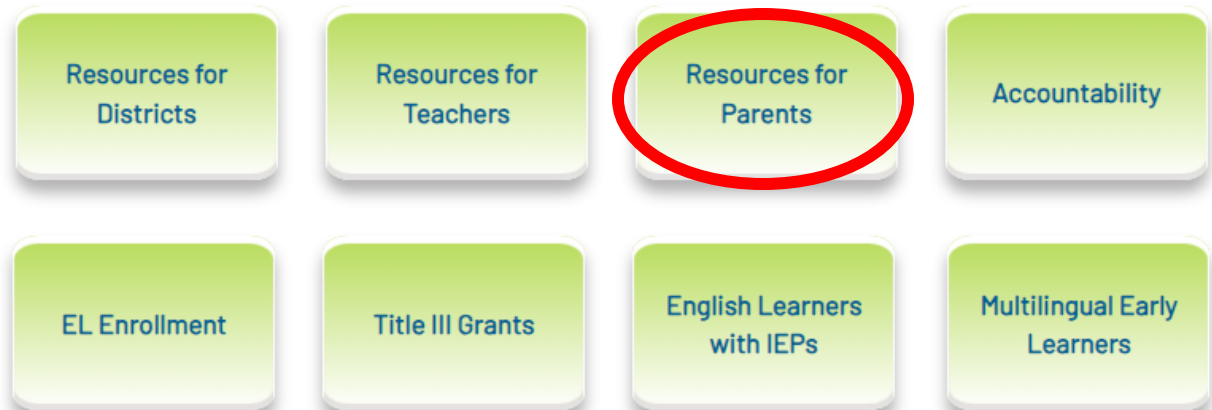 Resources for
Districts
Resources for
Teachers
Resources for
Parents
Accountability
EL Enrollment
Title III Grants
English Learners
with IEPs
Multilingual Early
Learners